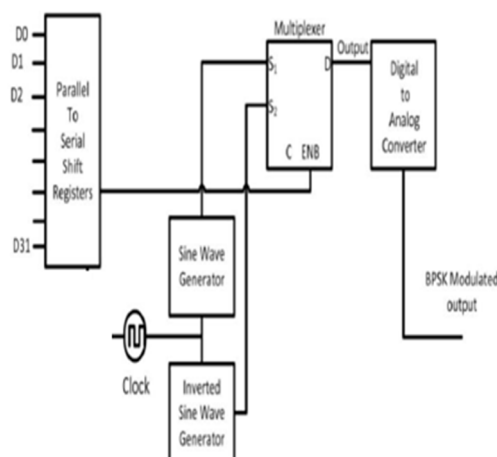 Multiplexer
D0
D1
D2
D31
Parallel
To
Serial
Shift
Registers
S1
S2
D
C ENB
Output
Digital
to
Analog
Converter
Sine Wave
Generator
BPSK Modulated
output
Clock
Inverted
Sine Wave
Generator